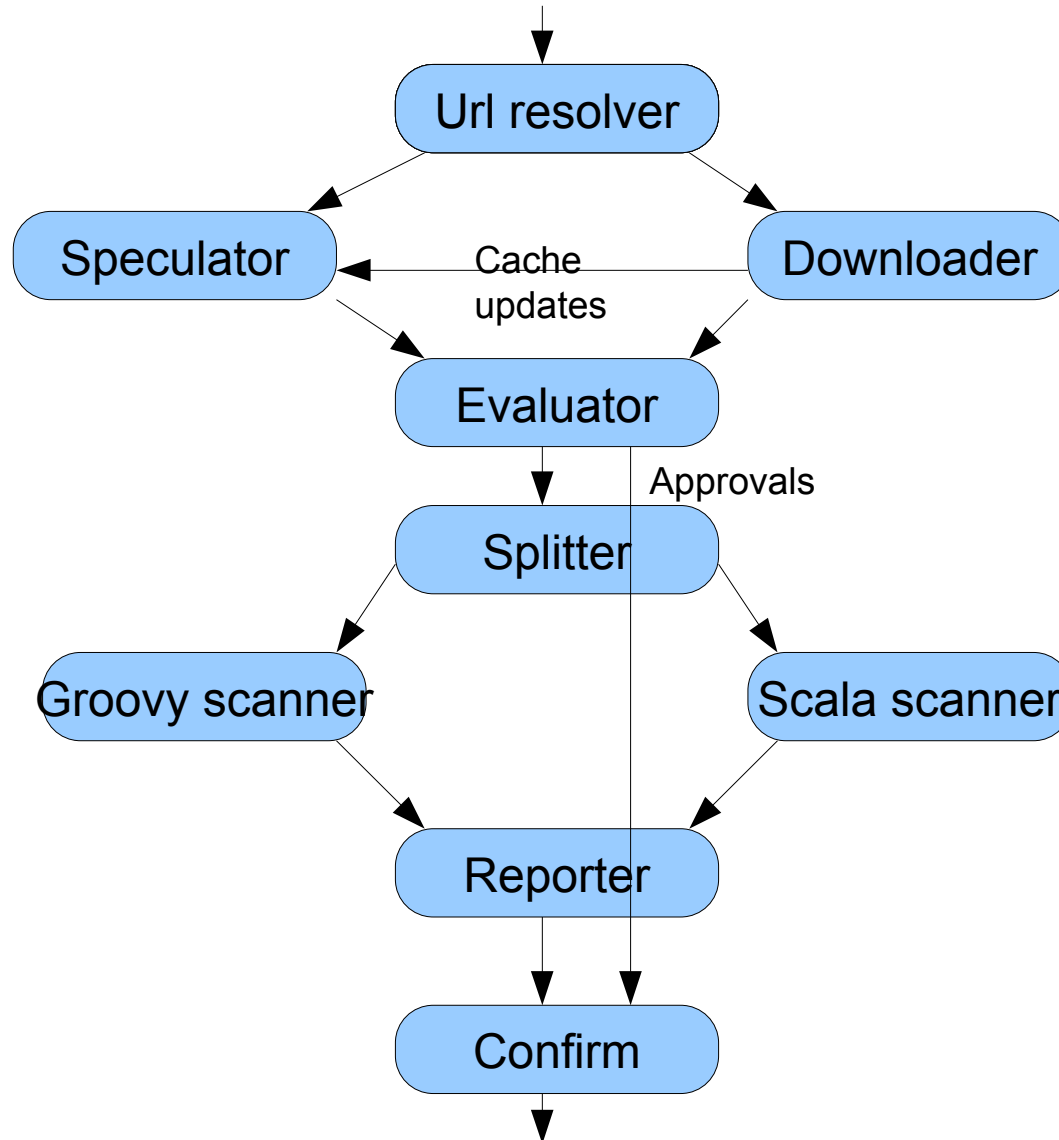 Url resolver
Speculator
Cache
updates
Downloader
Evaluator
Approvals
Splitter
Groovy scanner
Scala scanner
Reporter
Confirm